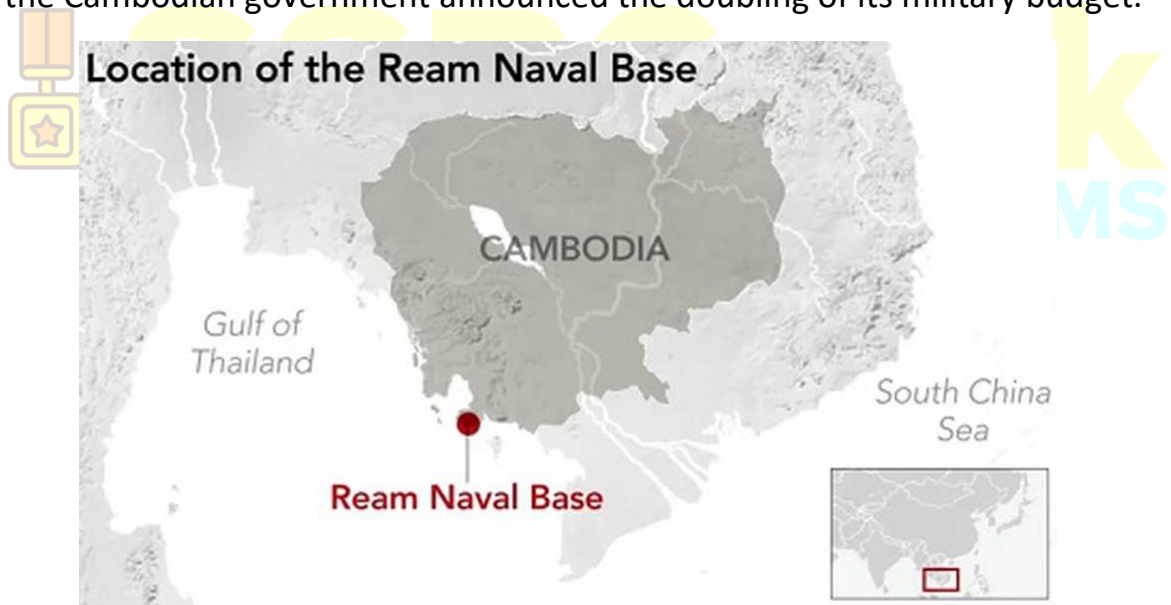 the Cambodian government announced the doubling of its military budget.
Location of the Ream Naval Base
CAMBODIA
Gulf of
Thailand
South China
Sea
Ream Naval Base
k
MS